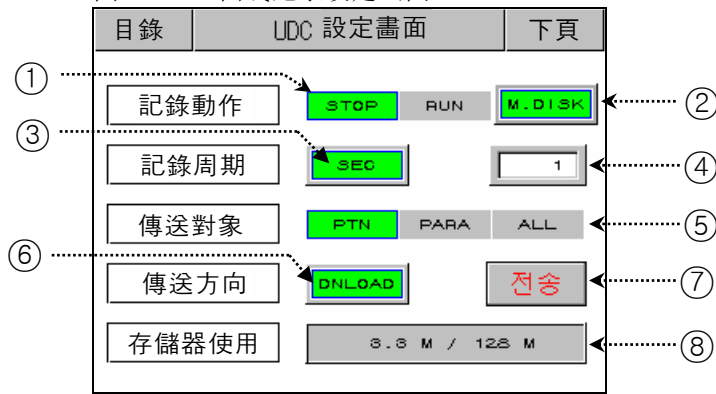 目錄 UDC 設定畫面 下頁
① 記錄動作 STOP RUN M.DISK ②
③ 記錄周期 SEC 1 ④
傳送對象 PTN PARA ALL ⑤
⑥ 傳送方向 DNLOAD 전송 ⑦
存儲器使用 3.3 M / 128 M ⑧